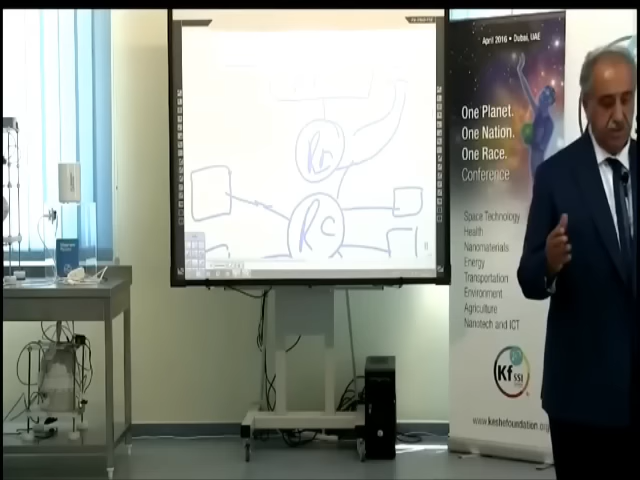 April 2016 • Dubai, UAE
One Planet.
One Nation.
One Race.
Conference
Space Technology
Health
Nanomaterials
Energy
Transportation
Environment
Agriculture
Nanotech and ICT
Kf SSI
www.keshefoundation.org
RC